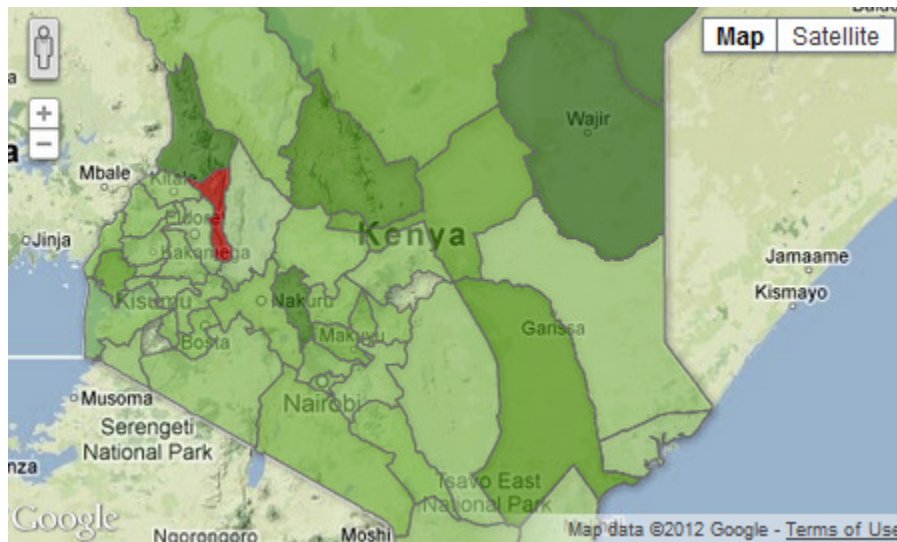 Map Satellite
Wajir
Mbale
Kitale
Eldoret
Kenya
Jinja
Kakamega
Jamaame
Kismayo
Kisumu
Nakuru
Garissa
Makuyu
Bosta
Musoma
Nairobi
Serengeti
National Park
nza
Tsavo East
National Park
Google
Ngorongoro
Moshi
Map data ©2012 Google - Terms of Use